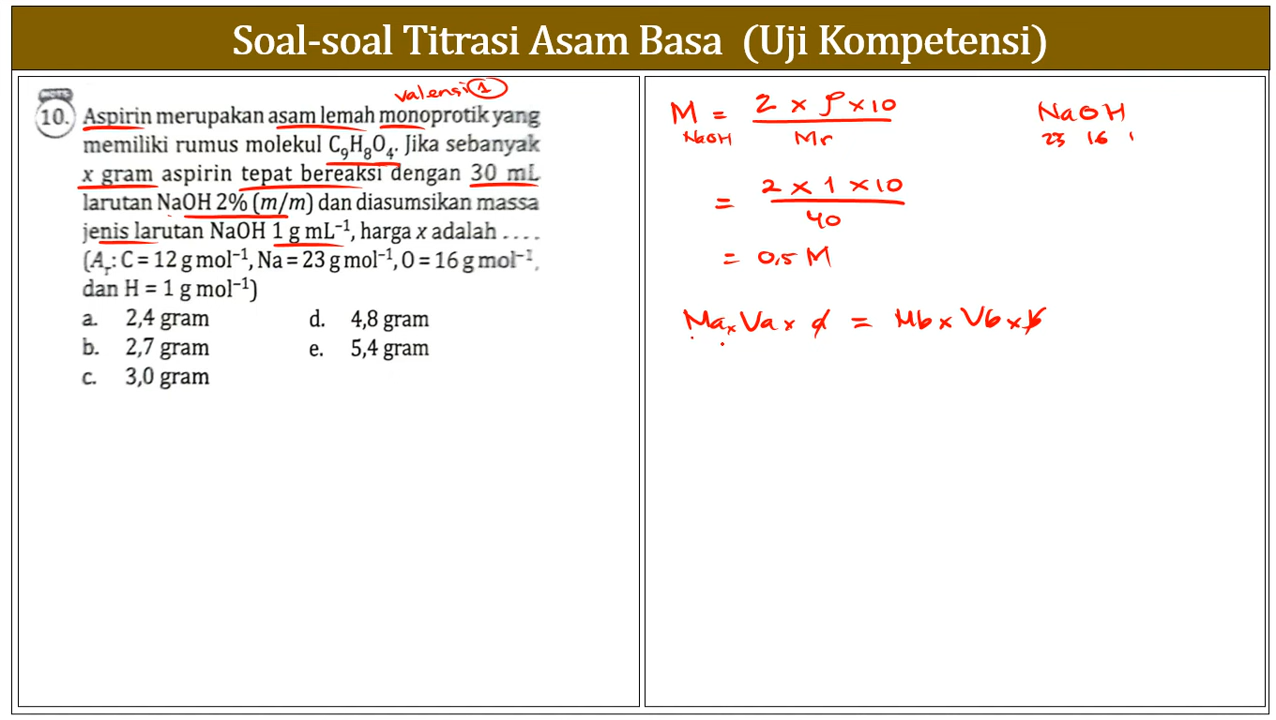 Soal-soal Titrasi Asam Basa (Uji Kompetensi)
valensi 1
10. Aspirin merupakan asam lemah monoprotik yang
memiliki rumus molekul C₉H₈O₄. Jika sebanyak
x gram aspirin tepat bereaksi dengan 30 mL
larutan NaOH 2% (m/m) dan diasumsikan massa
jenis larutan NaOH 1 g mL⁻¹, harga x adalah ....
(Aᵣ: C = 12 g mol⁻¹, Na = 23 g mol⁻¹, O = 16 g mol⁻¹,
dan H = 1 g mol⁻¹)
a. 2,4 gram
b. 2,7 gram
c. 3,0 gram
d. 4,8 gram
e. 5,4 gram
M NaOH = 2 × ρ × 10 / Mr
= 2 × 1 × 10 / 40
= 0,5 M
Ma × Va × a = Mb × Vb × b
NaOH
23 16 1